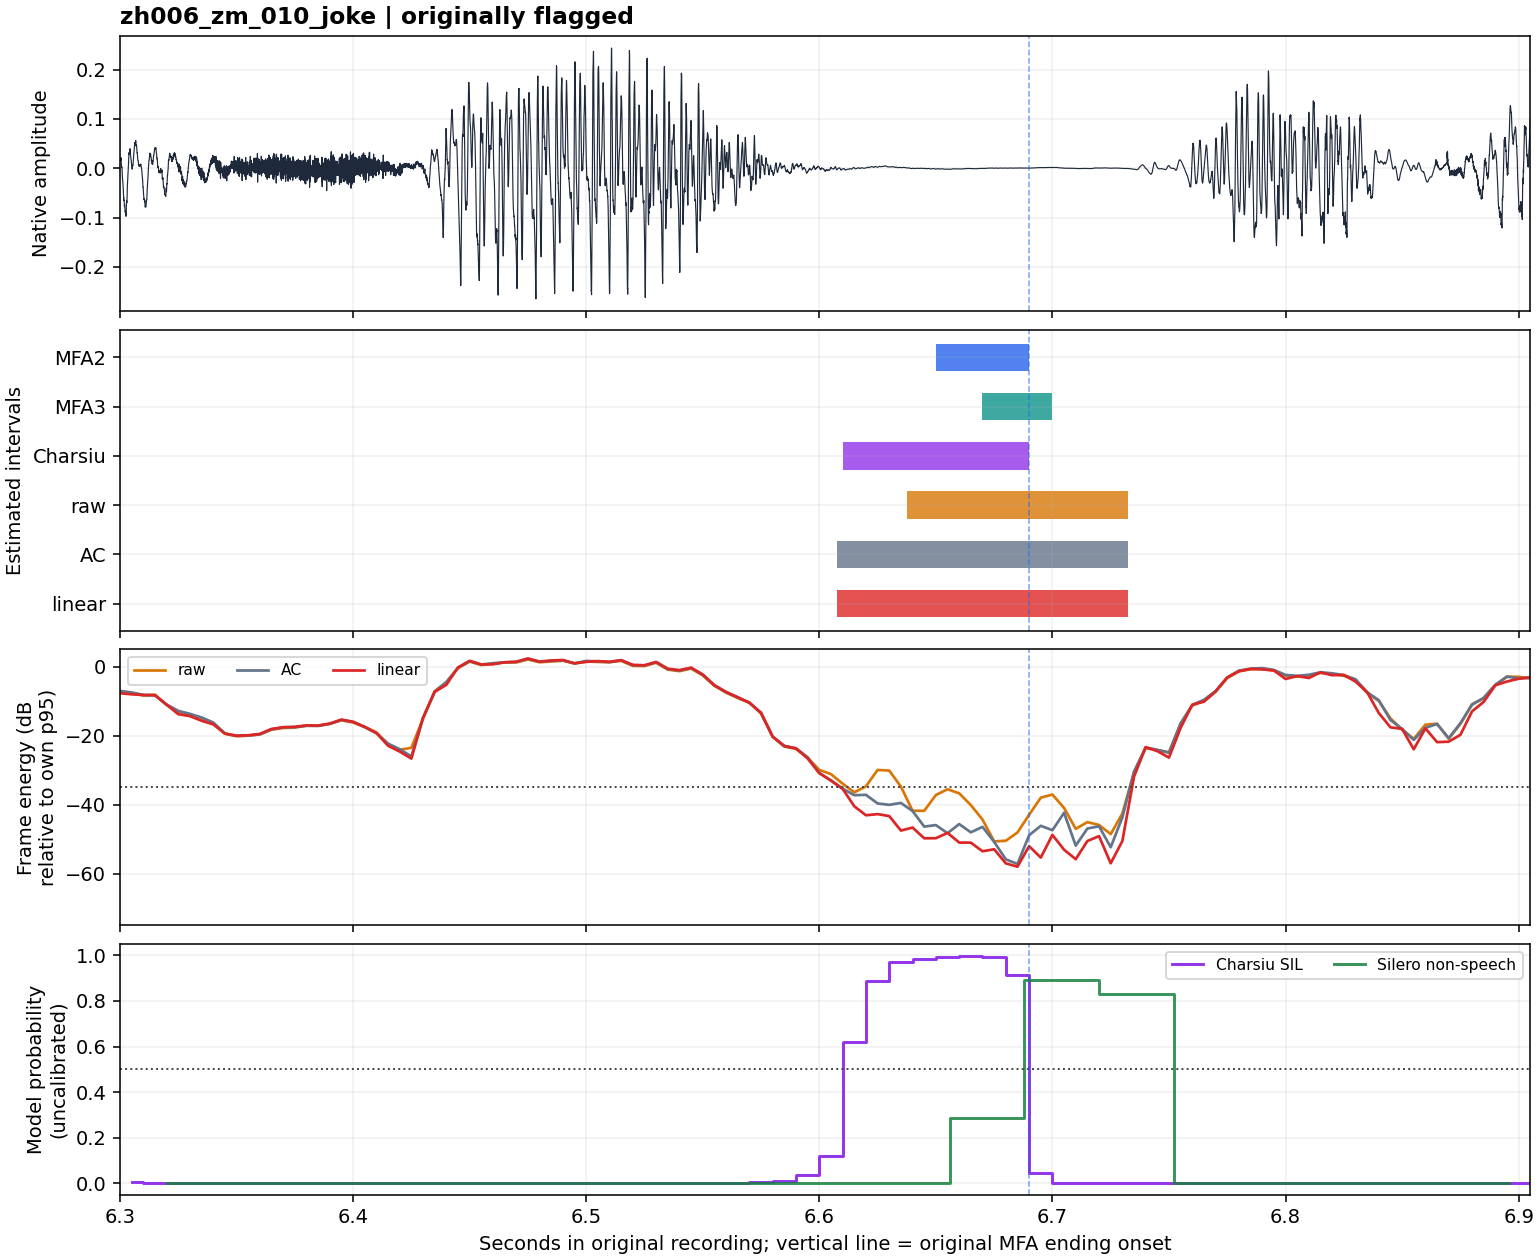 zh006_zm_010_joke | originally flagged
Native amplitude
0.2
0.1
0.0
−0.1
−0.2
Estimated intervals
MFA2
MFA3
Charsiu
raw
AC
linear
Frame energy (dB
relative to own p95)
raw
AC
linear
0
−20
−40
−60
Model probability
(uncalibrated)
Charsiu SIL
Silero non-speech
1.0
0.8
0.6
0.4
0.2
0.0
6.3
6.4
6.5
6.6
6.7
6.8
6.9
Seconds in original recording; vertical line = original MFA ending onset